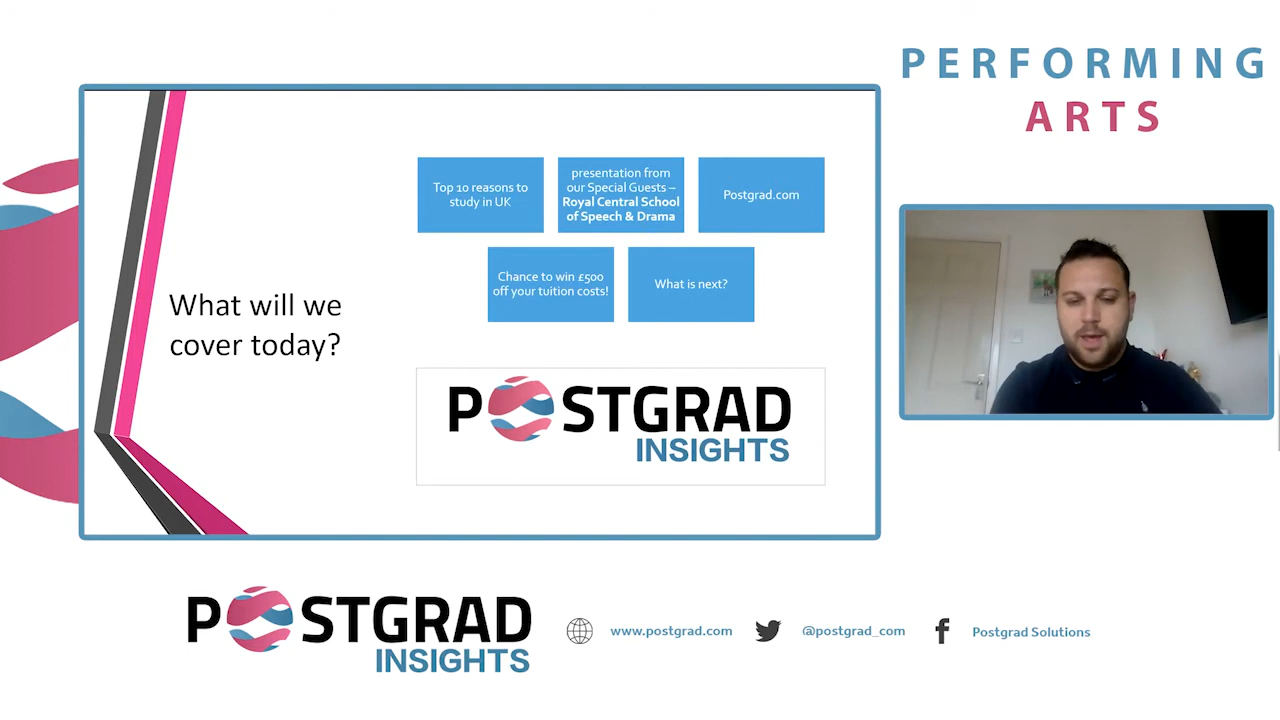 PERFORMING
ARTS
Top 10 reasons to
study in UK
presentation from
our Special Guests –
Royal Central School
of Speech & Drama
Postgrad.com
Chance to win £500
off your tuition costs!
What is next?
What will we
cover today?
POSTGRAD
INSIGHTS
POSTGRAD
INSIGHTS
www.postgrad.com
@postgrad_com
Postgrad Solutions